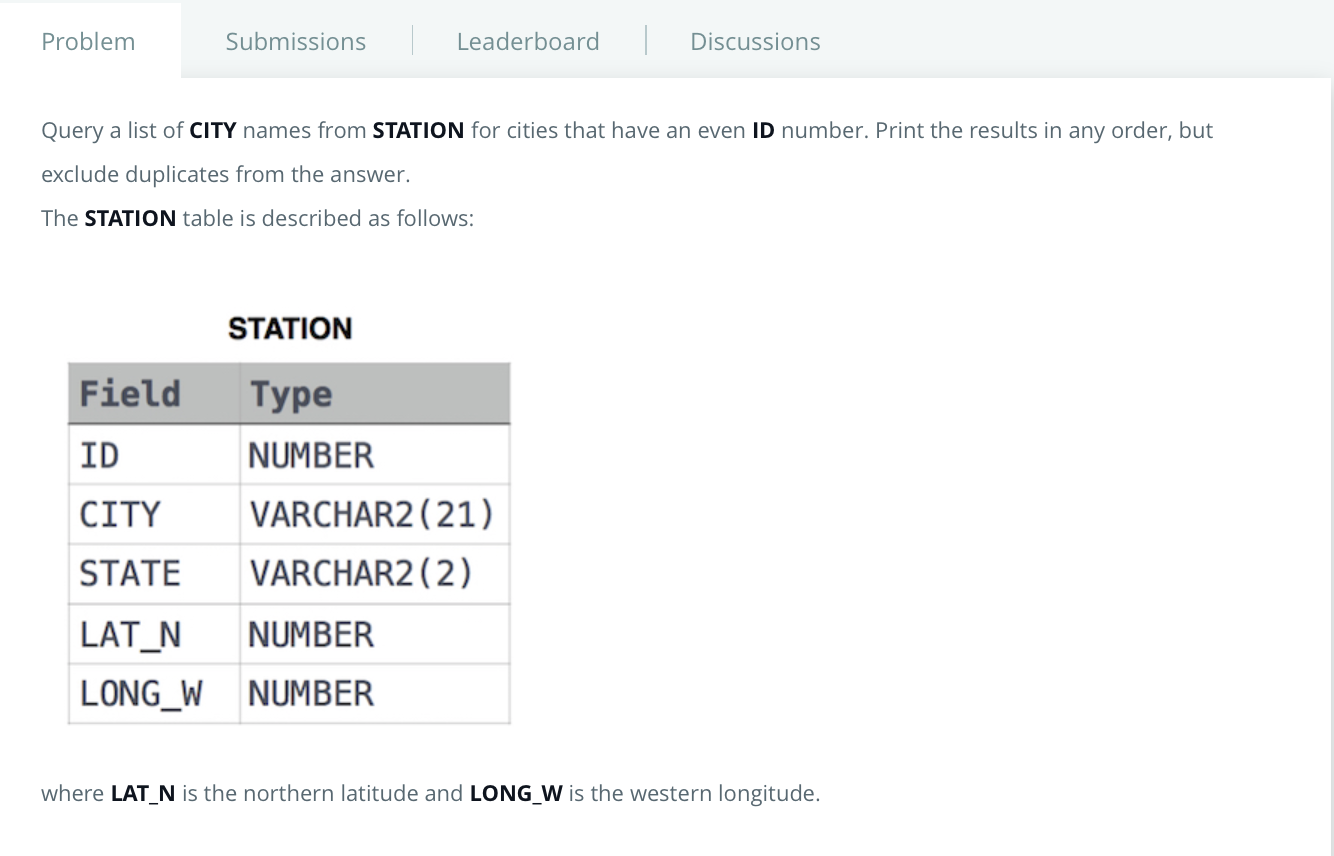 Problem Submissions Leaderboard Discussions
Query a list of CITY names from STATION for cities that have an even ID number. Print the results in any order, but
exclude duplicates from the answer.
The STATION table is described as follows:
STATION
Field Type
ID NUMBER
CITY VARCHAR2(21)
STATE VARCHAR2(2)
LAT_N NUMBER
LONG_W NUMBER
where LAT_N is the northern latitude and LONG_W is the western longitude.